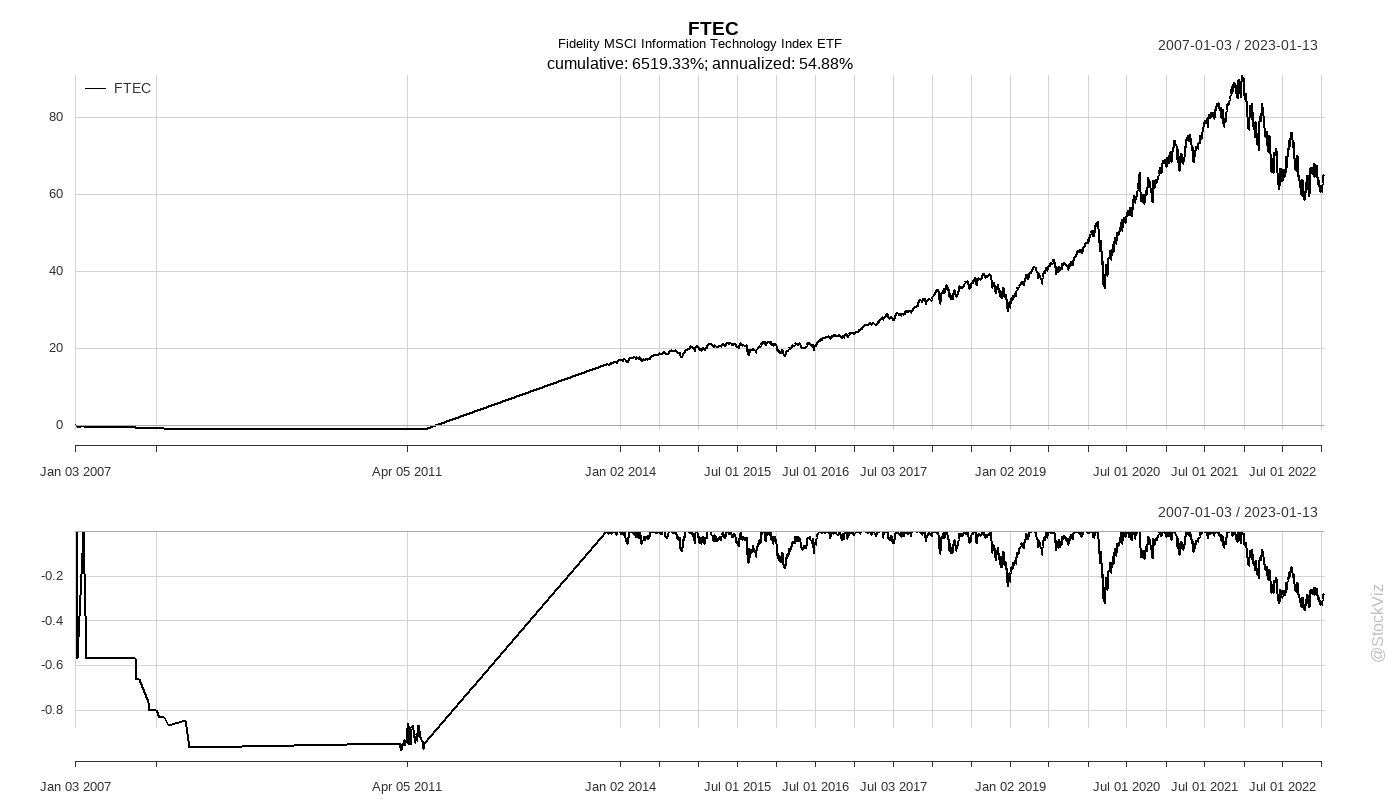 FTEC
Fidelity MSCI Information Technology Index ETF
cumulative: 6519.33%; annualized: 54.88%
2007-01-03 / 2023-01-13
FTEC
80
60
40
20
0
Jan 03 2007 Apr 05 2011 Jan 02 2014 Jul 01 2015 Jul 01 2016 Jul 03 2017 Jan 02 2019 Jul 01 2020 Jul 01 2021 Jul 01 2022
2007-01-03 / 2023-01-13
-0.2
-0.4
-0.6
-0.8
Jan 03 2007 Apr 05 2011 Jan 02 2014 Jul 01 2015 Jul 01 2016 Jul 03 2017 Jan 02 2019 Jul 01 2020 Jul 01 2021 Jul 01 2022
@StockViz